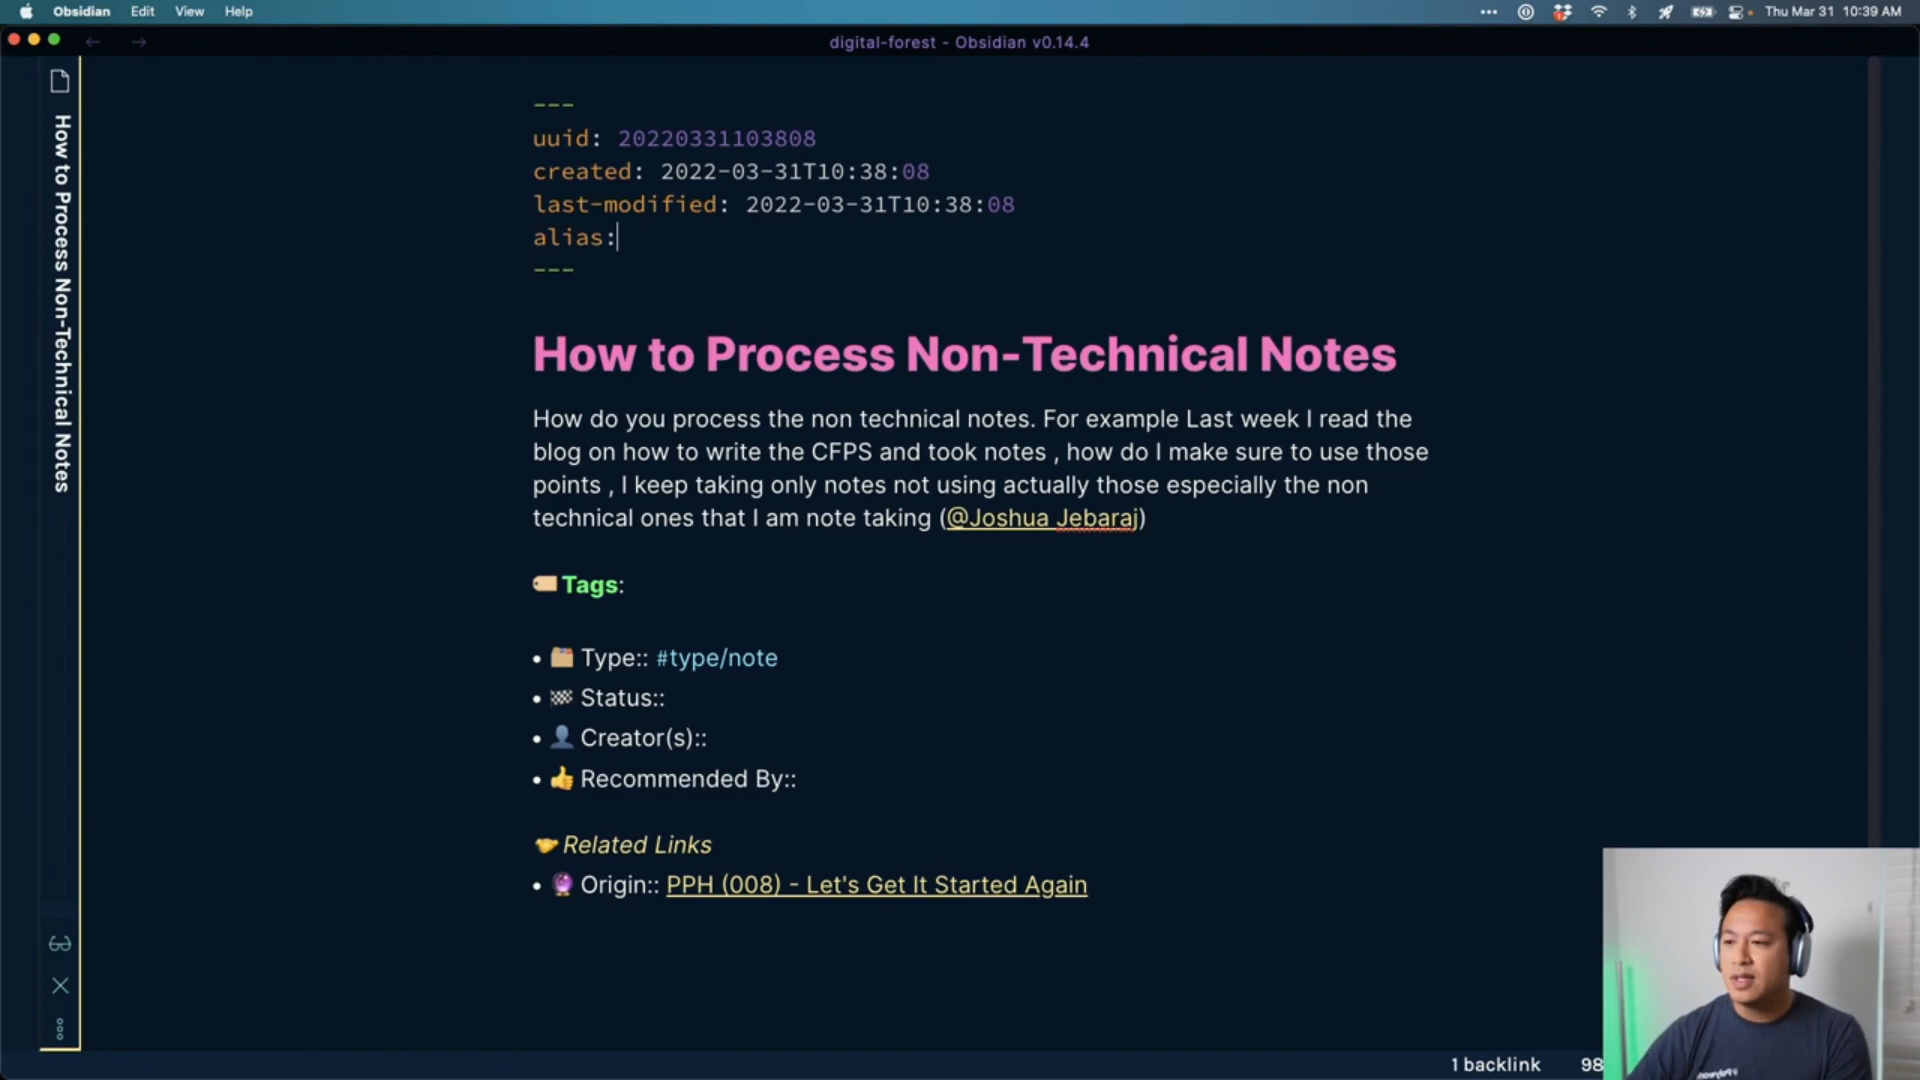 Obsidian Edit View Help Thu Mar 31 10:39 AM
digital-forest - Obsidian v0.14.4
How to Process Non-Technical Notes
---
uuid: 20220331103808
created: 2022-03-31T10:38:08
last-modified: 2022-03-31T10:38:08
alias:
---
How to Process Non-Technical Notes
How do you process the non technical notes. For example Last week I read the
blog on how to write the CFPS and took notes , how do I make sure to use those
points , I keep taking only notes not using actually those especially the non
technical ones that I am note taking (@Joshua Jebaraj)
Tags:
• Type:: #type/note
• Status::
• Creator(s)::
• Recommended By::
Related Links
• Origin:: PPH (008) - Let's Get It Started Again
1 backlink 98